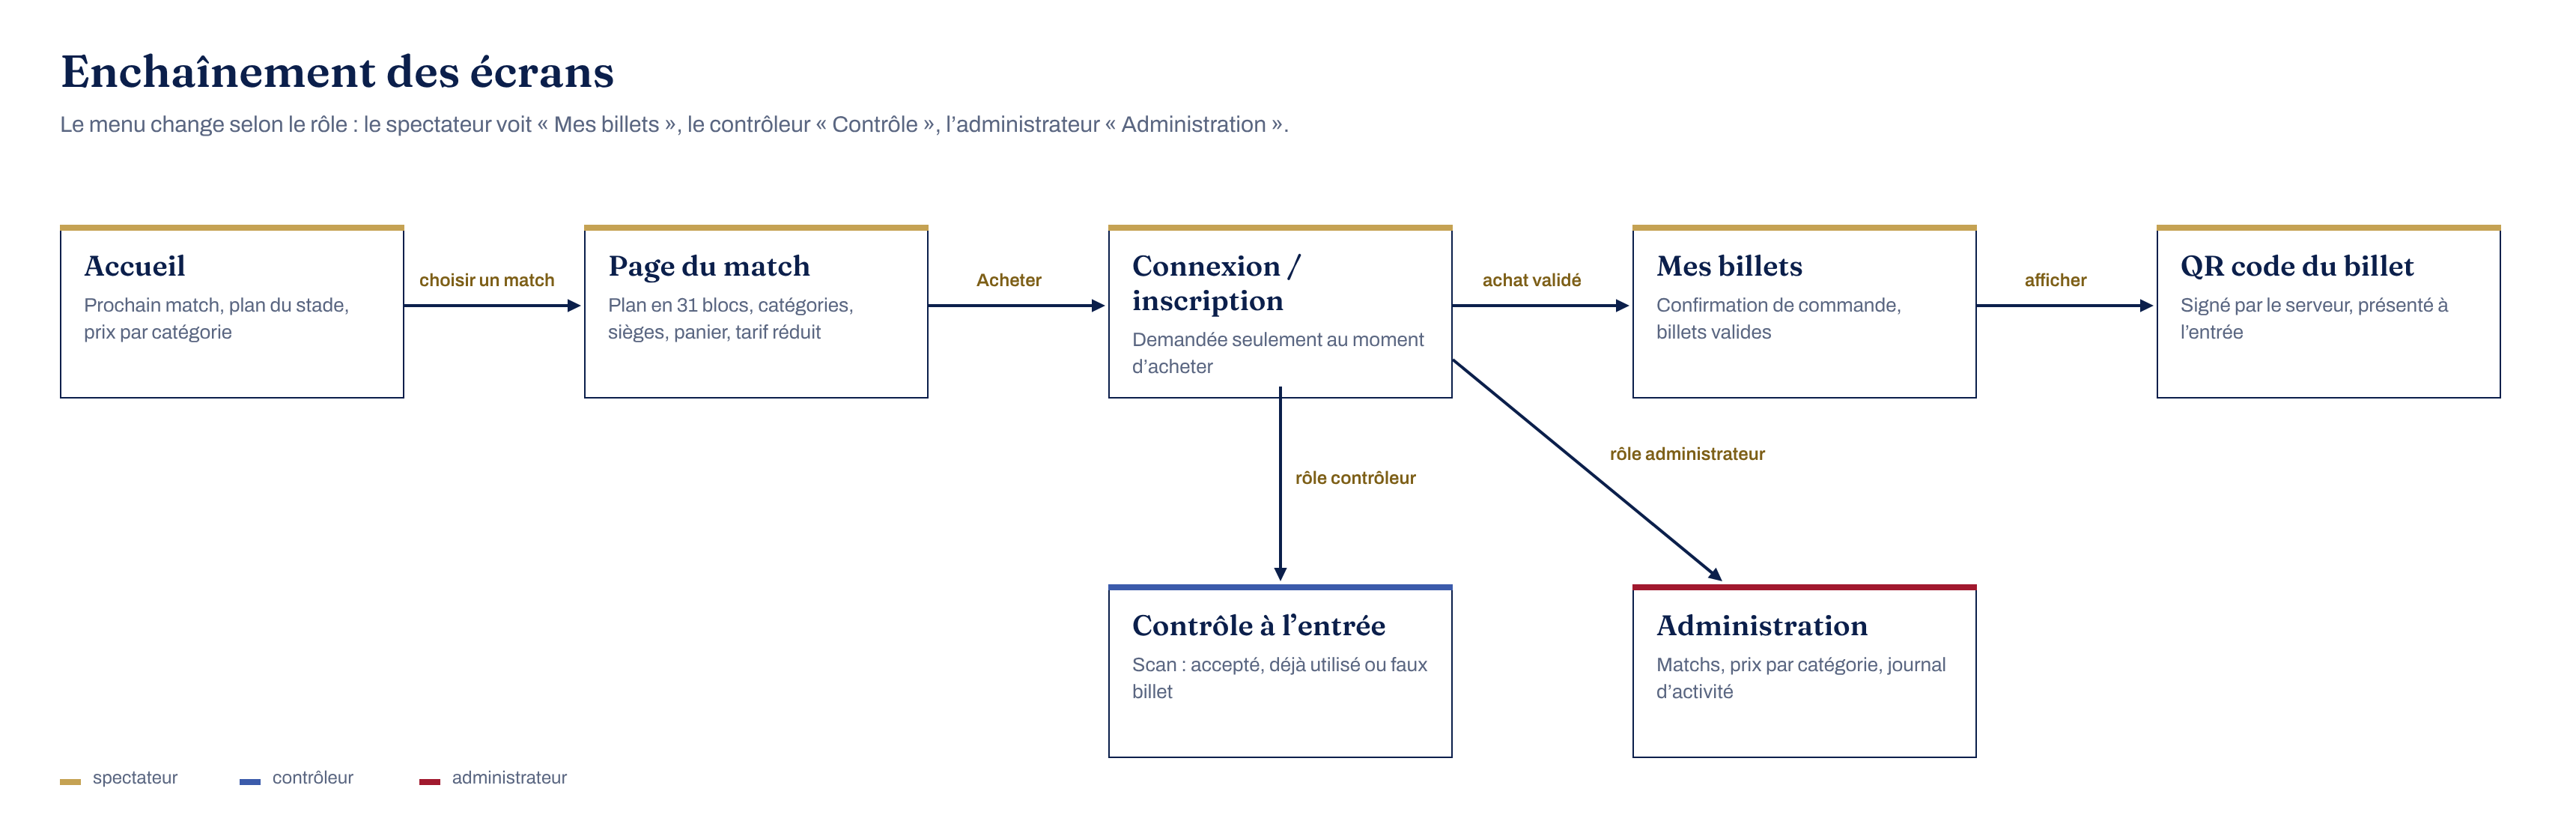 Enchaînement des écrans
Le menu change selon le rôle : le spectateur voit « Mes billets », le contrôleur « Contrôle », l’administrateur « Administration ».
Accueil
Prochain match, plan du stade,
prix par catégorie
choisir un match
Page du match
Plan en 31 blocs, catégories,
sièges, panier, tarif réduit
Acheter
Connexion /
inscription
Demandée seulement au moment
d’acheter
achat validé
Mes billets
Confirmation de commande,
billets valides
afficher
QR code du billet
Signé par le serveur, présenté à
l’entrée
rôle contrôleur
rôle administrateur
Contrôle à l’entrée
Scan : accepté, déjà utilisé ou faux
billet
Administration
Matchs, prix par catégorie, journal
d’activité
spectateur
contrôleur
administrateur